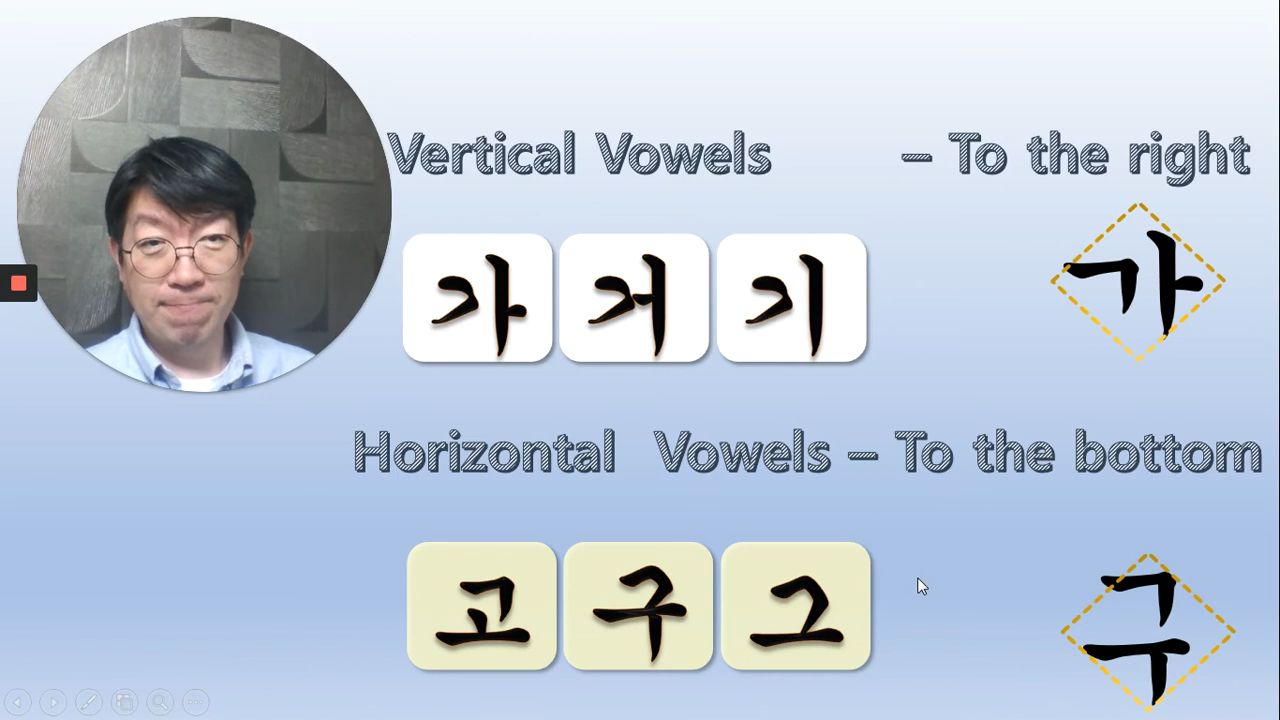 Vertical Vowels – To the right
가 거 기 가
Horizontal Vowels – To the bottom
고 구 그 구